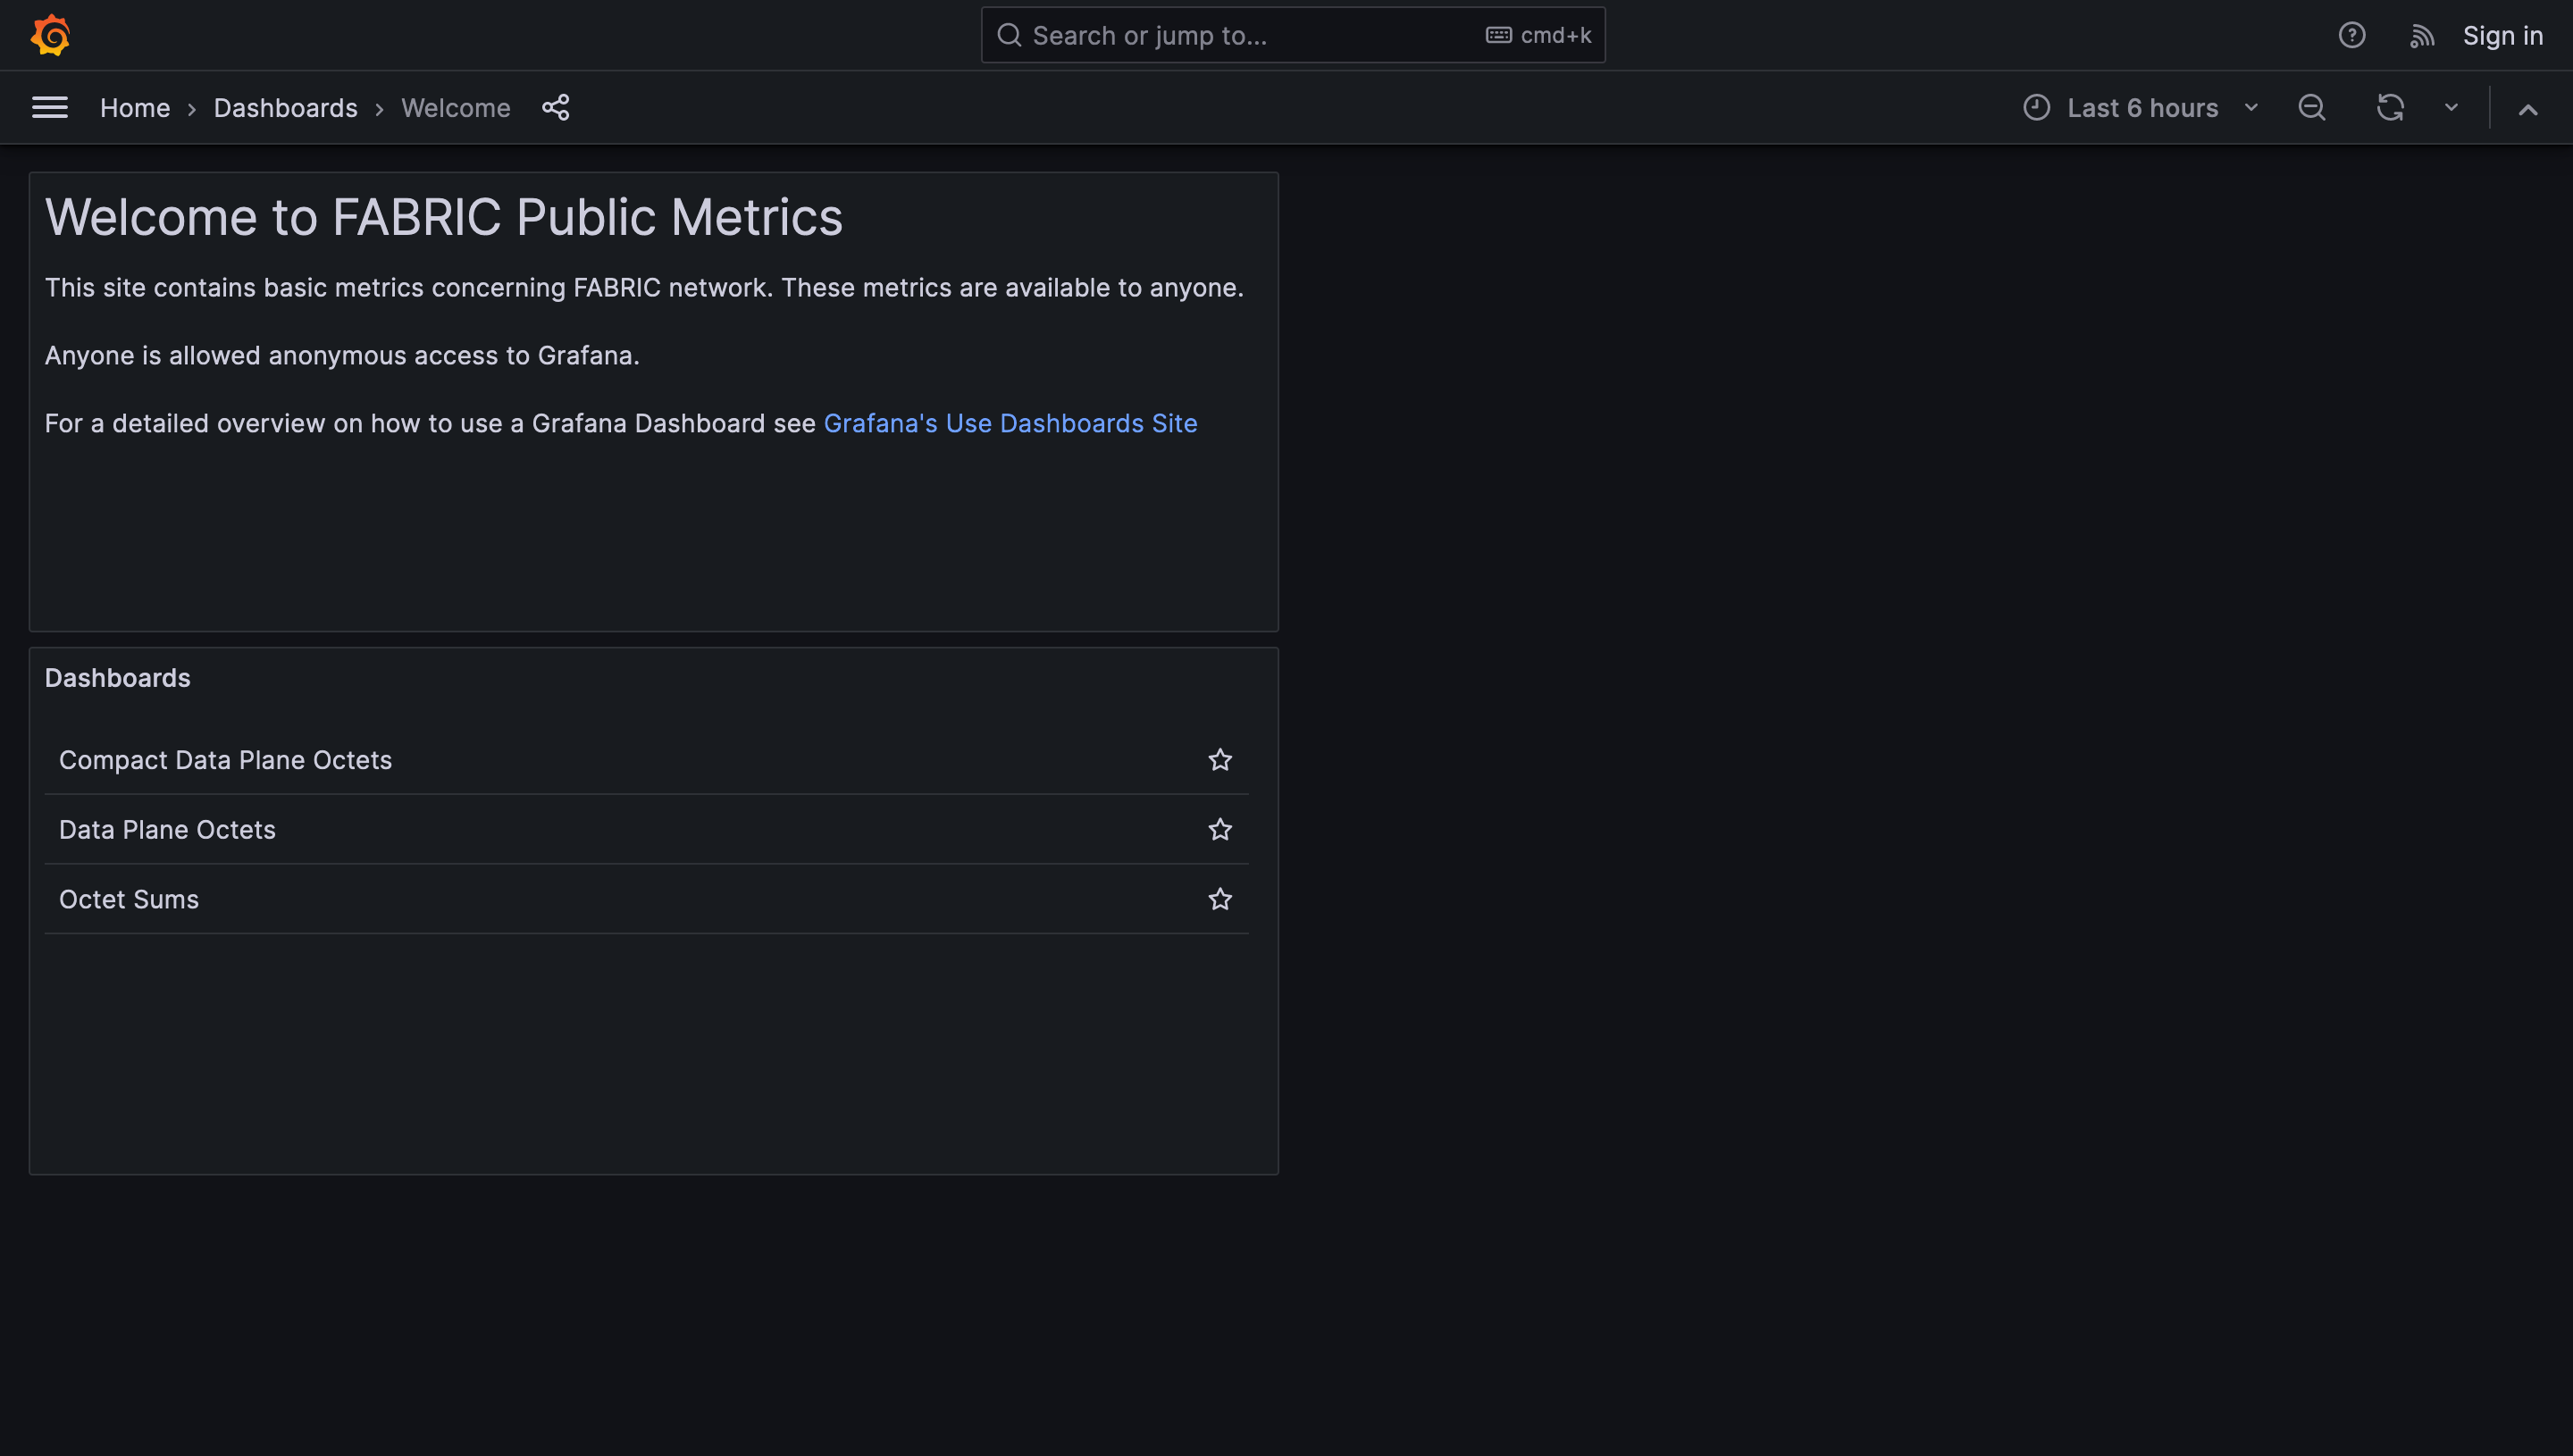 Search or jump to...
cmd+k
Sign in
Home › Dashboards › Welcome
Last 6 hours
Welcome to FABRIC Public Metrics
This site contains basic metrics concerning FABRIC network. These metrics are available to anyone.
Anyone is allowed anonymous access to Grafana.
For a detailed overview on how to use a Grafana Dashboard see Grafana's Use Dashboards Site
Dashboards
Compact Data Plane Octets
Data Plane Octets
Octet Sums